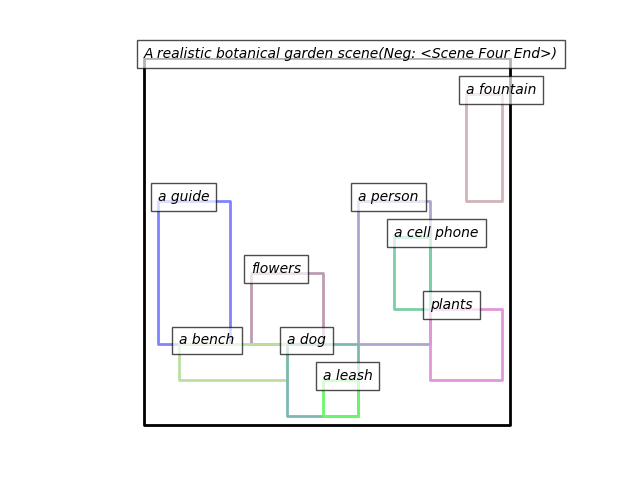 A realistic botanical garden scene(Neg: <Scene Four End>)
a fountain
a guide
a person
a cell phone
flowers
plants
a bench
a dog
a leash